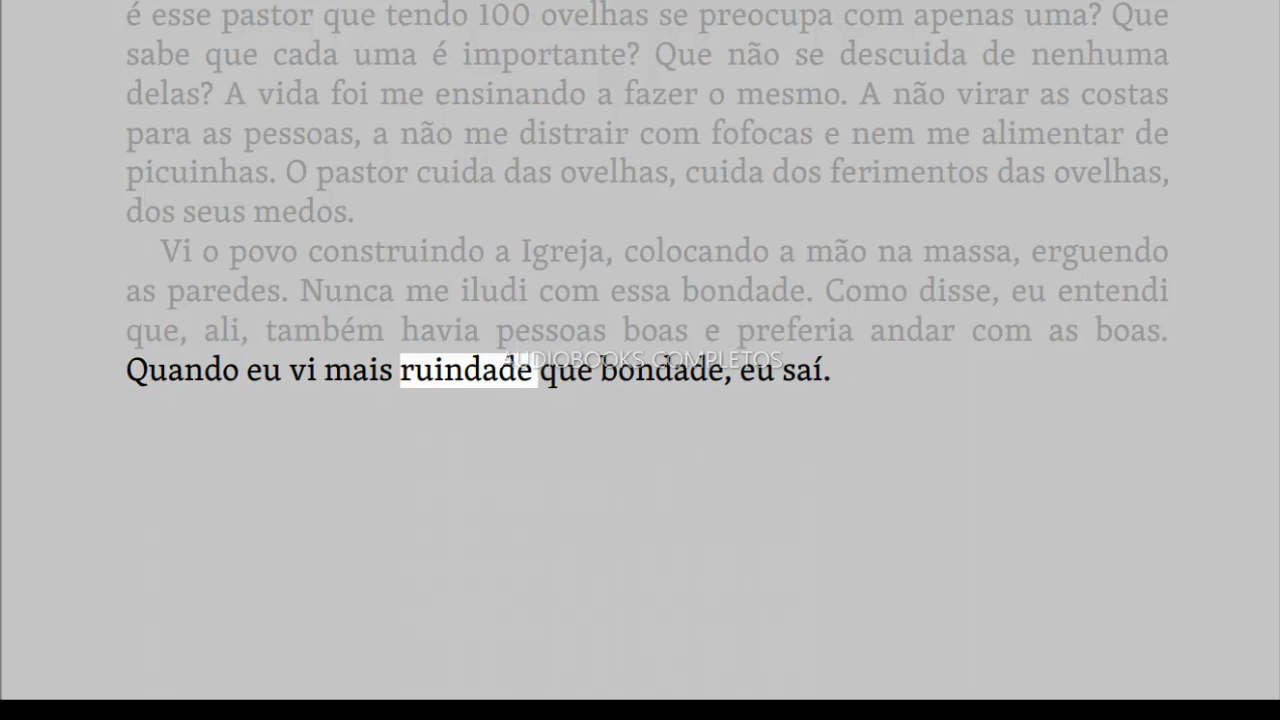 é esse pastor que tendo 100 ovelhas se preocupa com apenas uma? Que
sabe que cada uma é importante? Que não se descuida de nenhuma
delas? A vida foi me ensinando a fazer o mesmo. A não virar as costas
para as pessoas, a não me distrair com fofocas e nem me alimentar de
picuinhas. O pastor cuida das ovelhas, cuida dos ferimentos das ovelhas,
dos seus medos.
Vi o povo construindo a Igreja, colocando a mão na massa, erguendo
as paredes. Nunca me iludi com essa bondade. Como disse, eu entendi
que, ali, também havia pessoas boas e preferia andar com as boas.
AUDIOBOOKS COMPLETOS
Quando eu vi mais ruindade que bondade, eu saí.